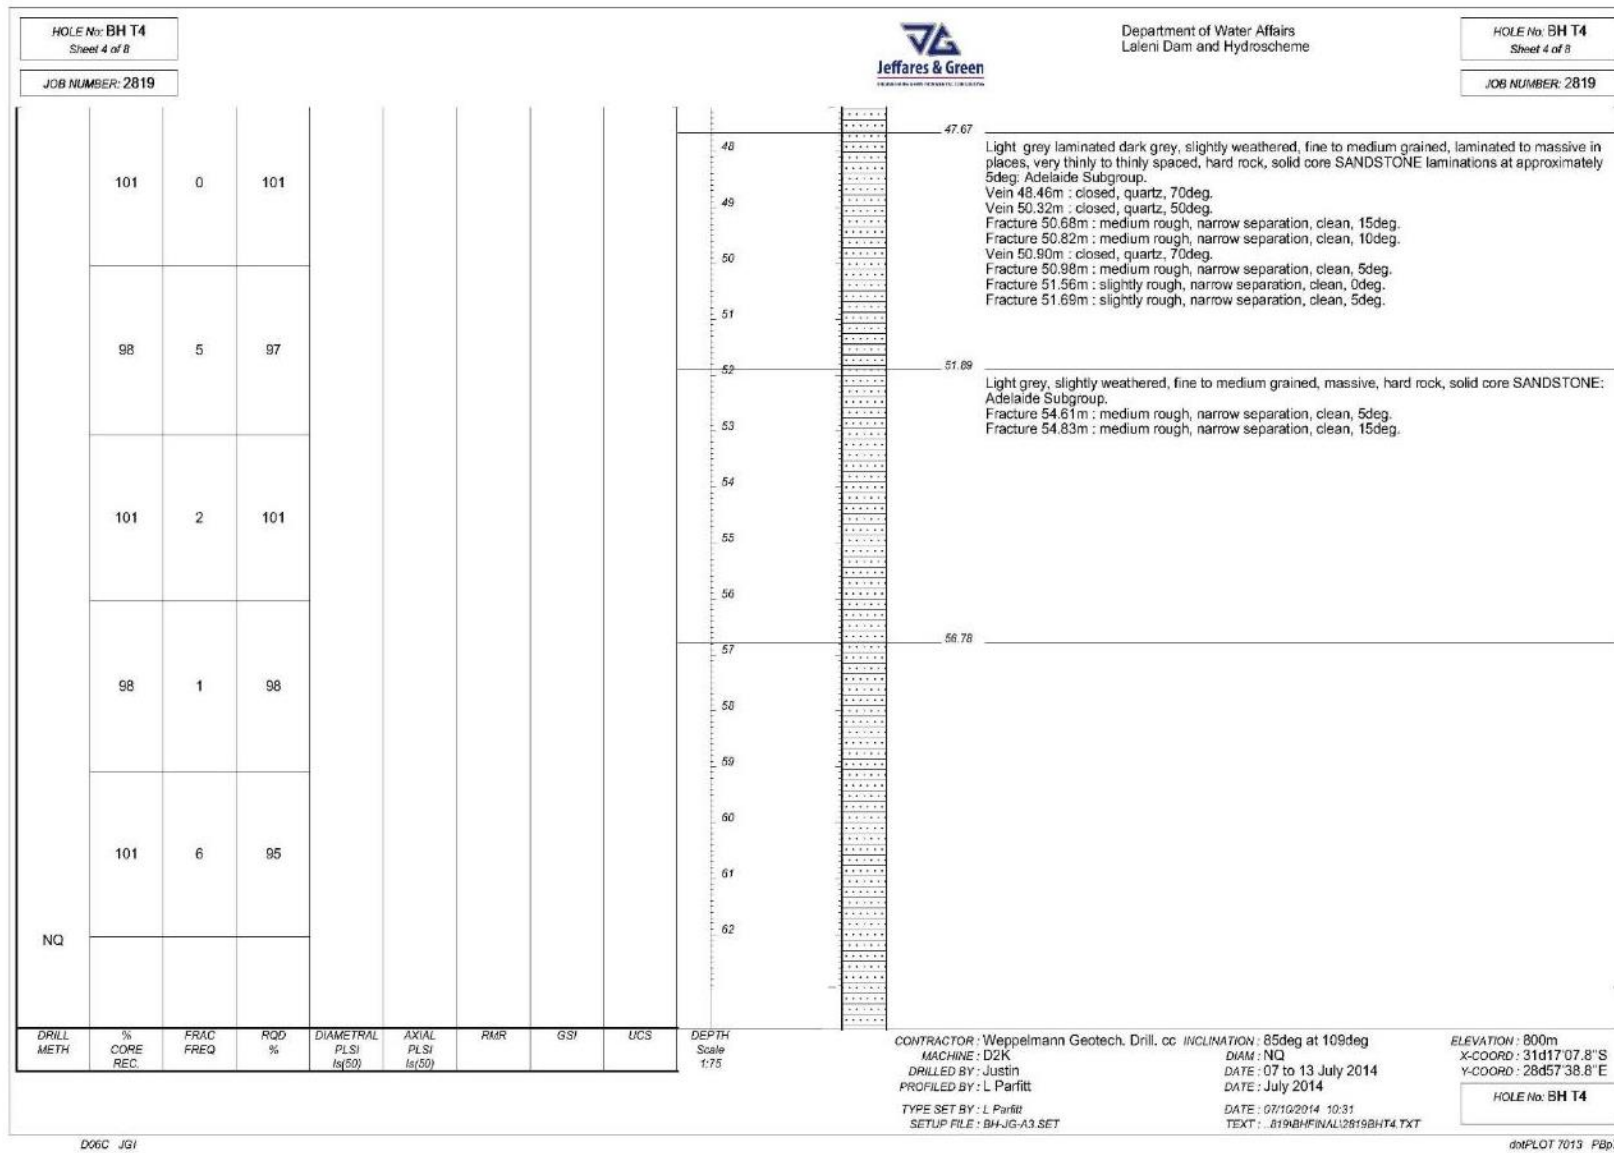 HOLE No: BH T4
Sheet 4 of 8
JOB NUMBER: 2819
Jeffares & Green
Department of Water Affairs
Laleni Dam and Hydroscheme
HOLE No: BH T4
Sheet 4 of 8
JOB NUMBER: 2819
47.67
Light grey laminated dark grey, slightly weathered, fine to medium grained, laminated to massive in
places, very thinly to thinly spaced, hard rock, solid core SANDSTONE laminations at approximately
5deg: Adelaide Subgroup.
Vein 48.46m : closed, quartz, 70deg.
Vein 50.32m : closed, quartz, 50deg.
Fracture 50.68m : medium rough, narrow separation, clean, 15deg.
Fracture 50.82m : medium rough, narrow separation, clean, 10deg.
Vein 50.90m : closed, quartz, 70deg.
Fracture 50.98m : medium rough, narrow separation, clean, 5deg.
Fracture 51.56m : slightly rough, narrow separation, clean, 0deg.
Fracture 51.69m : slightly rough, narrow separation, clean, 5deg.
51.89
Light grey, slightly weathered, fine to medium grained, massive, hard rock, solid core SANDSTONE:
Adelaide Subgroup.
Fracture 54.61m : medium rough, narrow separation, clean, 5deg.
Fracture 54.83m : medium rough, narrow separation, clean, 15deg.
56.78
101 0 101
98 5 97
101 2 101
98 1 98
101 6 95
NQ
48
49
50
51
52
53
54
55
56
57
58
59
60
61
62
DRILL METH
% CORE REC.
FRAC FREQ
RQD %
DIAMETRAL PLSI Is(50)
AXIAL PLSI Is(50)
RMR
GSI
UCS
DEPTH Scale 1:75
CONTRACTOR : Weppelmann Geotech. Drill. cc INCLINATION : 85deg at 109deg ELEVATION : 800m
MACHINE : D2K DIAM : NQ X-COORD : 31d17'07.8"S
DRILLED BY : Justin DATE : 07 to 13 July 2014 Y-COORD : 28d57'38.8"E
PROFILED BY : L Parfitt DATE : July 2014
HOLE No: BH T4
TYPE SET BY : L Parfitt DATE : 07/10/2014 10:31
SETUP FILE : BH-JG-A3.SET TEXT : ..819\BHFINAL\2819BHT4.TXT
D06C JGI
dotPLOT 7013